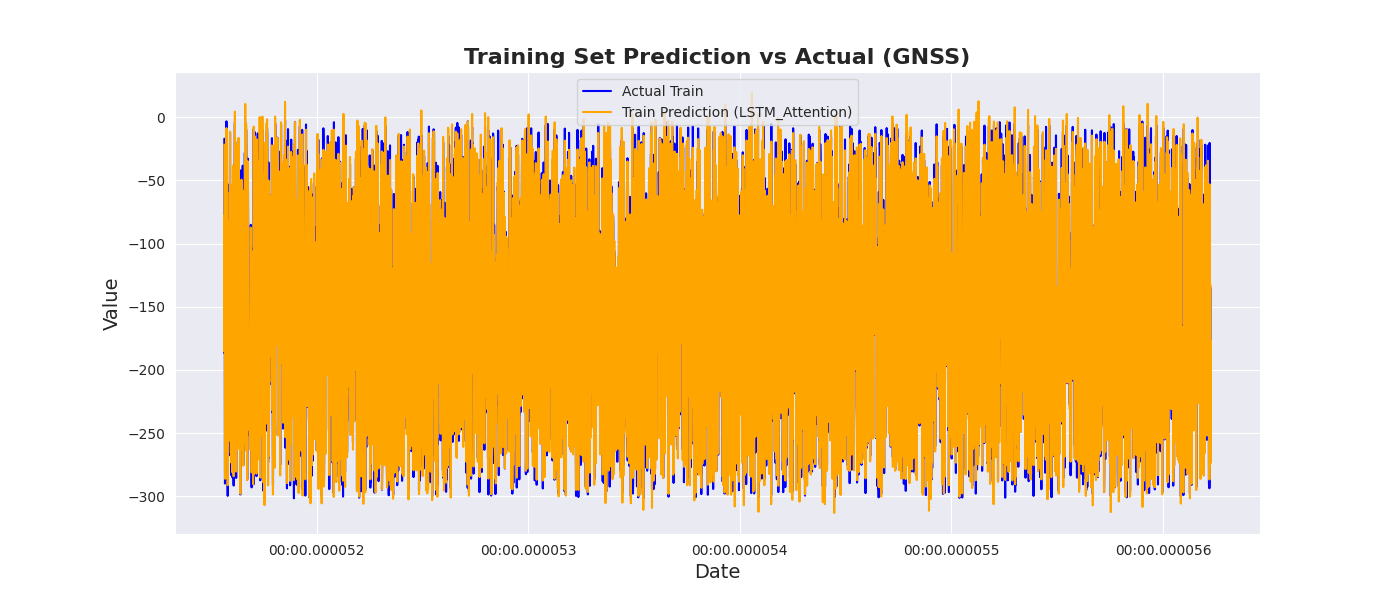 Training Set Prediction vs Actual (GNSS)
Actual Train
Train Prediction (LSTM_Attention)
Value
0
−50
−100
−150
−200
−250
−300
00:00.000052 00:00.000053 00:00.000054 00:00.000055 00:00.000056
Date